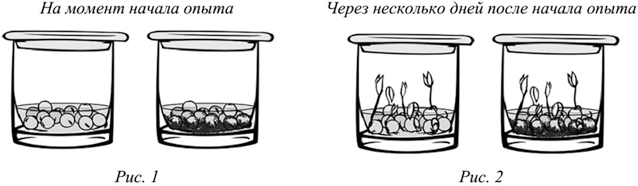 На момент начала опыта
Через несколько дней после начала опыта
Рис. 1
Рис. 2